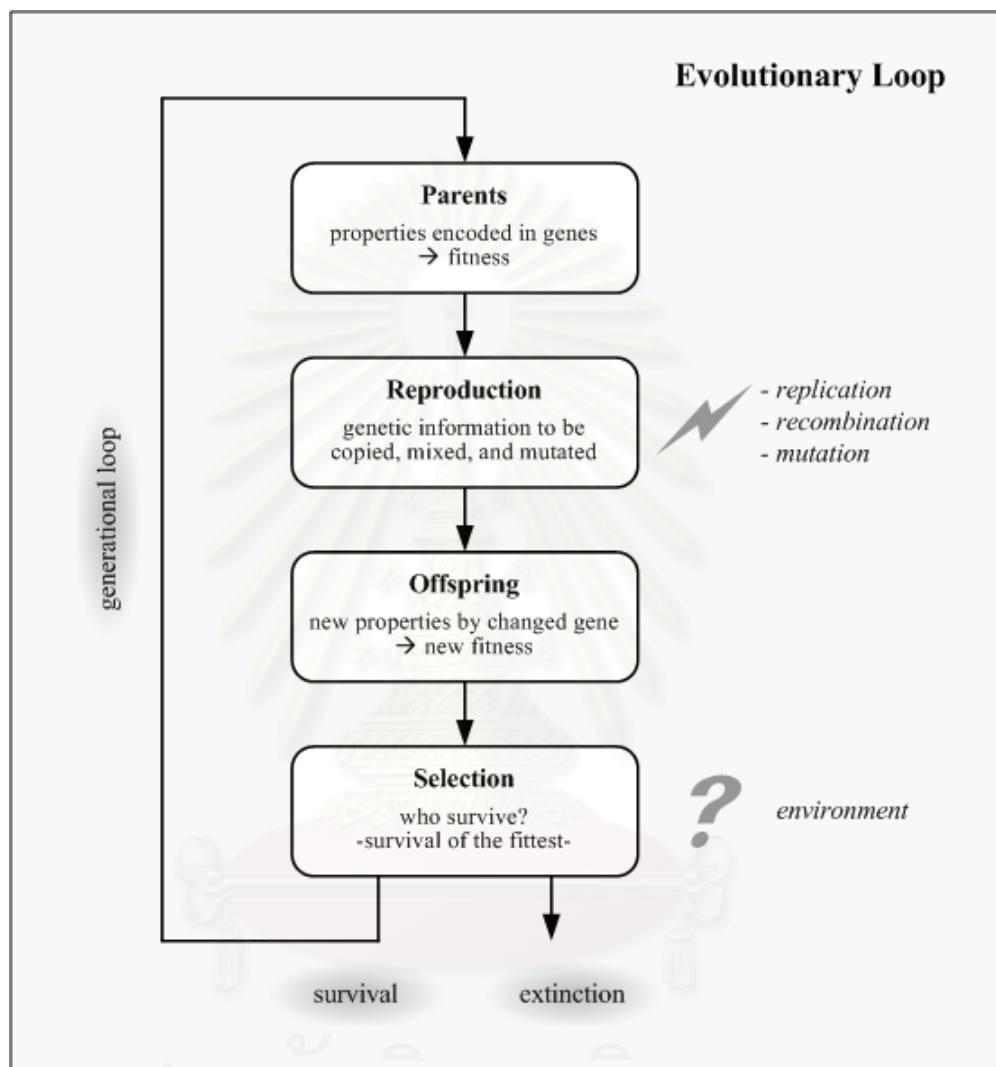 Evolutionary Loop
Parents
properties encoded in genes
→ fitness
Reproduction
genetic information to be
copied, mixed, and mutated
- replication
- recombination
- mutation
generational loop
Offspring
new properties by changed gene
→ new fitness
Selection
who survive?
-survival of the fittest-
?
environment
survival
extinction